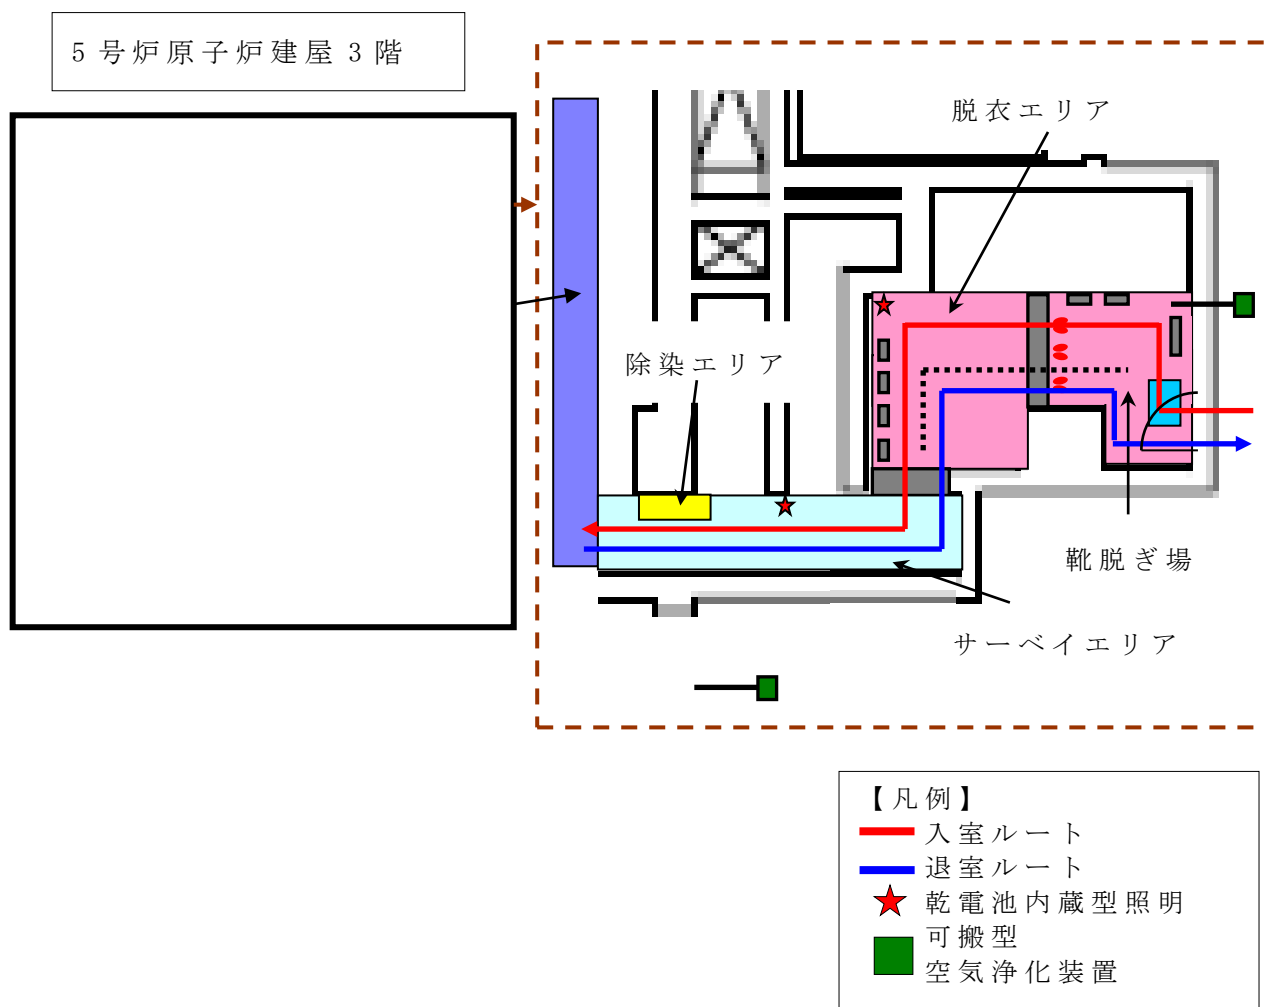 5号炉原子炉建屋3階
脱衣エリア
除染エリア
靴脱ぎ場
サーベイエリア
【凡例】
入室ルート
退室ルート
乾電池内蔵型照明
可搬型
空気浄化装置